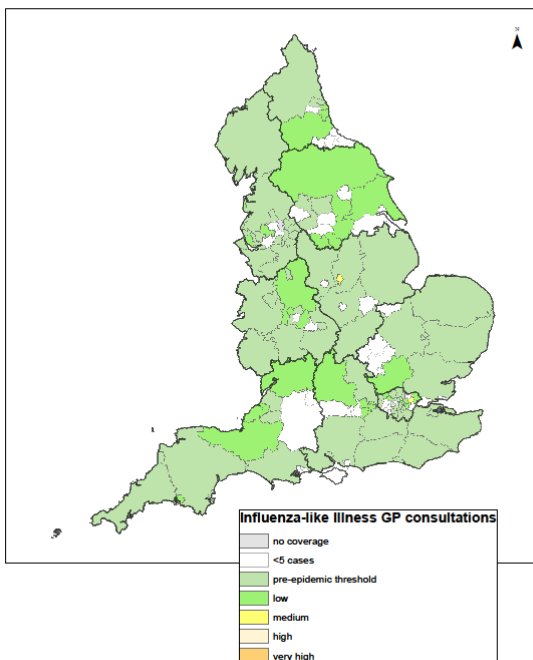 N
Influenza-like Illness GP consultations
no coverage
<5 cases
pre-epidemic threshold
low
medium
high
very high